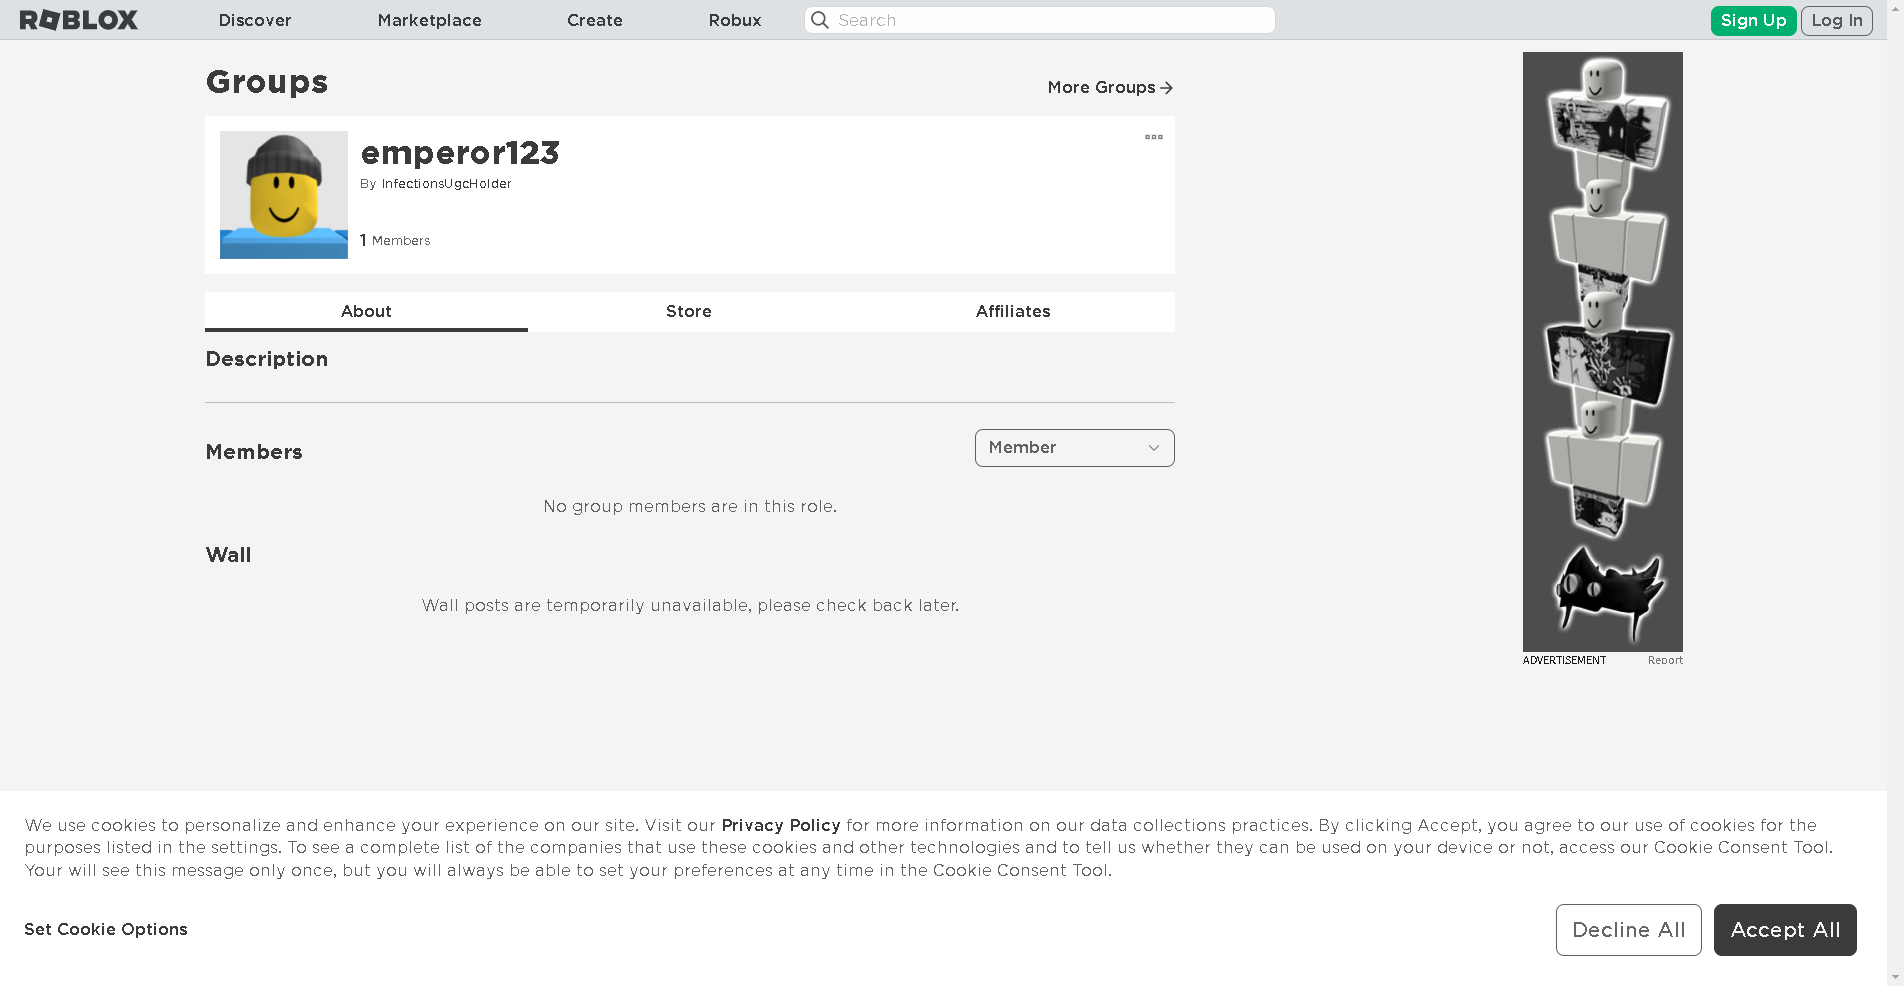 ROBLOX
Discover
Marketplace
Create
Robux
Search
Sign Up
Log In
Groups
More Groups
emperor123
By InfectionsUgcHolder
1 Members
About
Store
Affiliates
Description
Members
Member
No group members are in this role.
Wall
Wall posts are temporarily unavailable, please check back later.
ADVERTISEMENT
Report
We use cookies to personalize and enhance your experience on our site. Visit our Privacy Policy for more information on our data collections practices. By clicking Accept, you agree to our use of cookies for the
purposes listed in the settings. To see a complete list of the companies that use these cookies and other technologies and to tell us whether they can be used on your device or not, access our Cookie Consent Tool.
Your will see this message only once, but you will always be able to set your preferences at any time in the Cookie Consent Tool.
Set Cookie Options
Decline All
Accept All